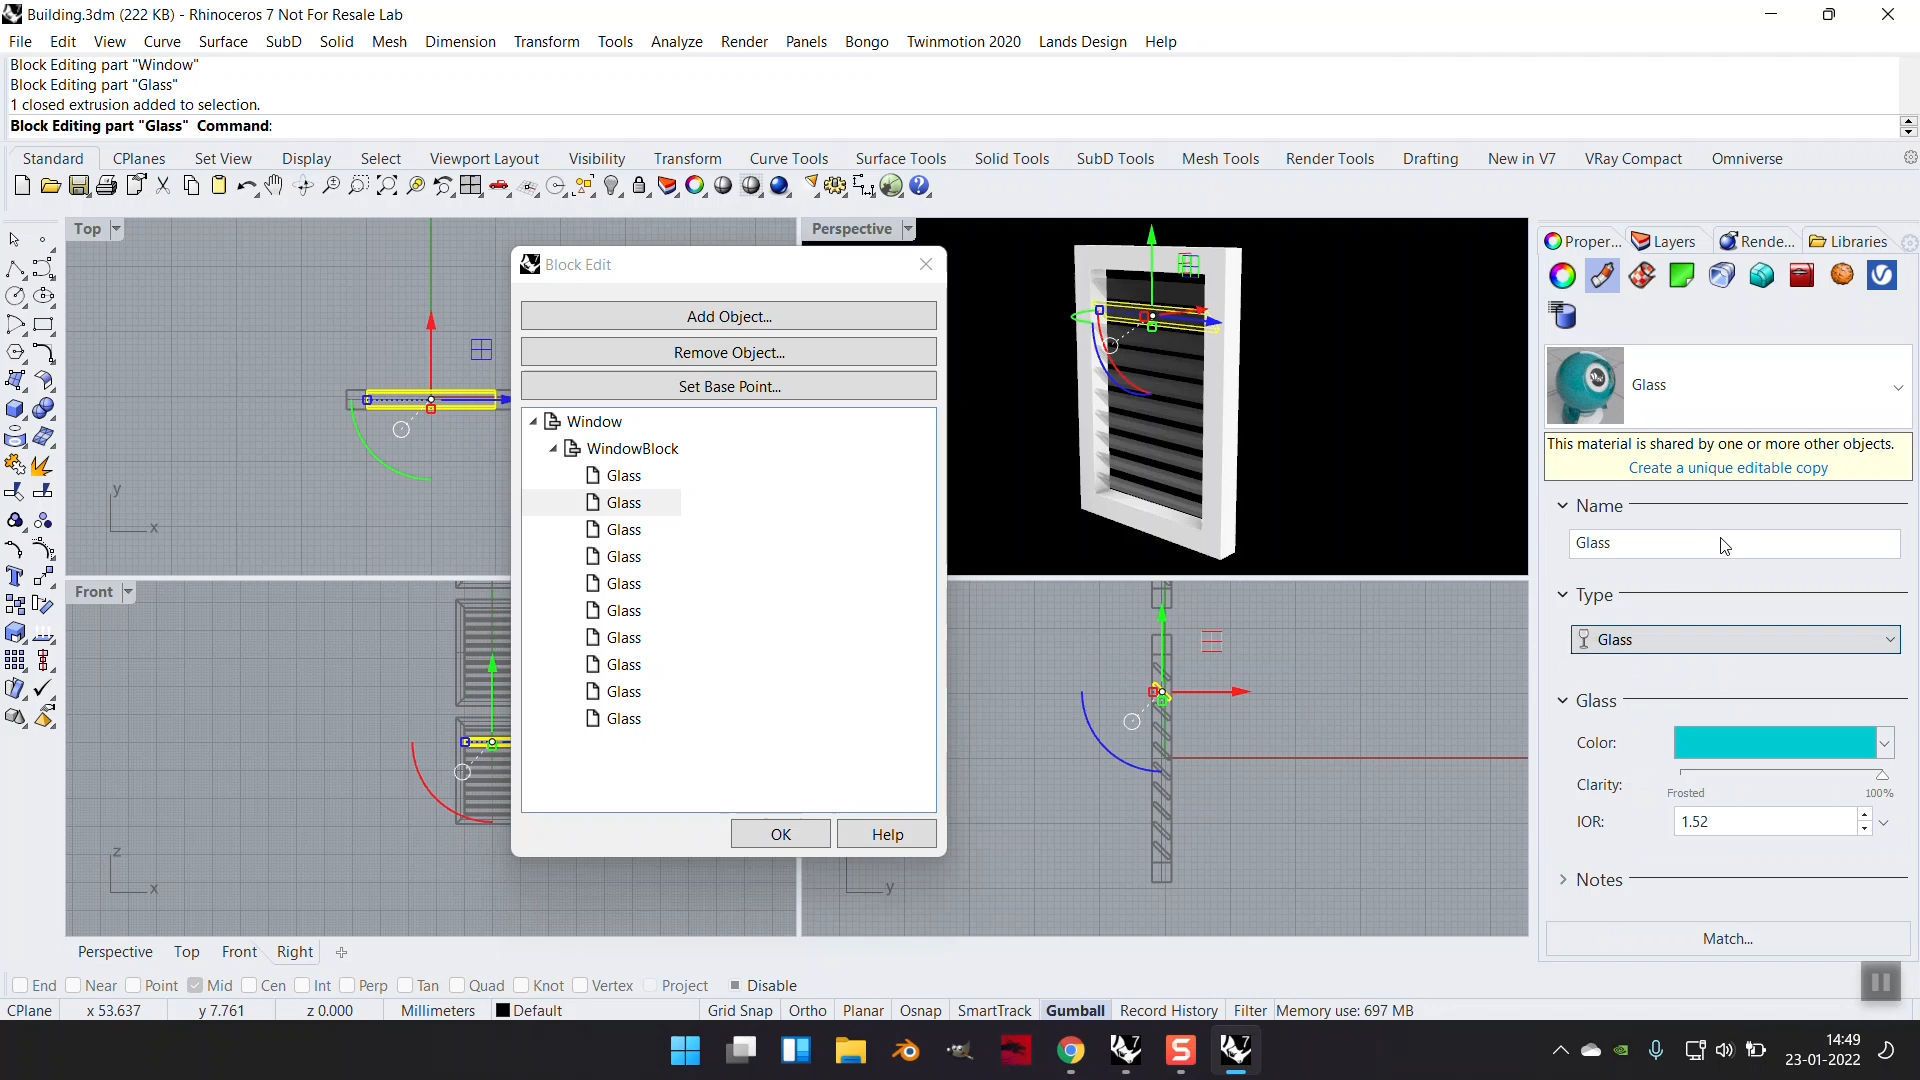 Building.3dm (222 KB) - Rhinoceros 7 Not For Resale Lab
File Edit View Curve Surface SubD Solid Mesh Dimension Transform Tools Analyze Render Panels Bongo Twinmotion 2020 Lands Design Help
Block Editing part "Window"
Block Editing part "Glass"
1 closed extrusion added to selection.
Block Editing part "Glass" Command:
Standard CPlanes Set View Display Select Viewport Layout Visibility Transform Curve Tools Surface Tools Solid Tools SubD Tools Mesh Tools Render Tools Drafting New in V7 VRay Compact Omniverse
Top
Perspective
Proper... Layers Rende... Libraries
Block Edit
Add Object...
Remove Object...
Set Base Point...
Window
WindowBlock
Glass
Glass
Glass
Glass
Glass
Glass
Glass
Glass
Glass
Glass
OK Help
y
x
Front
z
x
y
Glass
This material is shared by one or more other objects.
Create a unique editable copy
Name
Glass
Type
Glass
Glass
Color:
Clarity:
Frosted 100%
IOR: 1.52
Notes
Match...
Perspective Top Front Right
End Near Point Mid Cen Int Perp Tan Quad Knot Vertex Project Disable
CPlane x 53.637 y 7.761 z 0.000 Millimeters Default Grid Snap Ortho Planar Osnap SmartTrack Gumball Record History Filter Memory use: 697 MB
7
S
7
14:49
23-01-2022